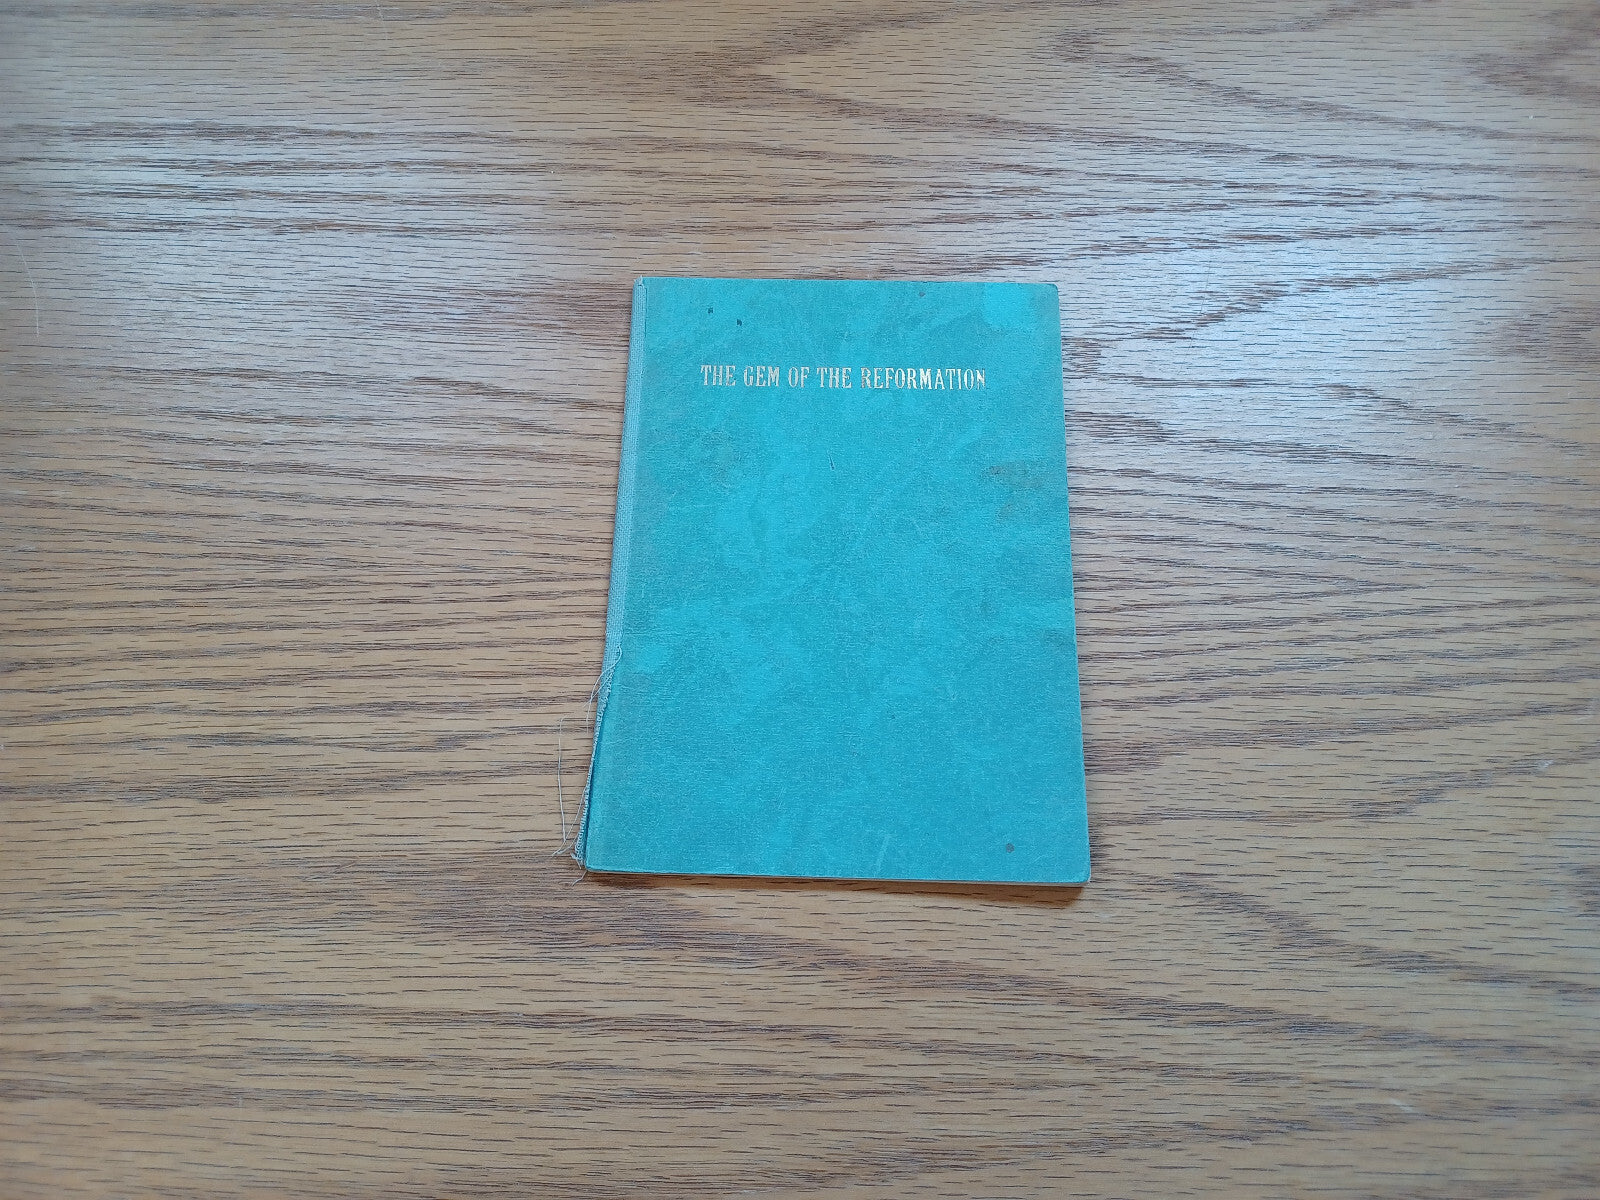 THE GEM OF THE REFORMATION